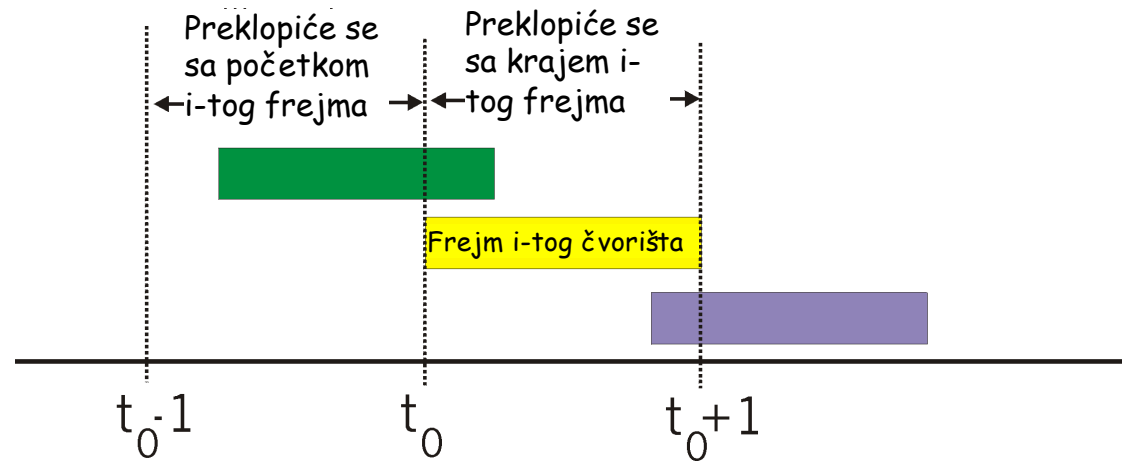 Preklopiće se
sa početkom
i-tog frejma
Preklopiće se
sa krajem i-
tog frejma
Frejm i-tog čvorišta
t0-1
t0
t0+1